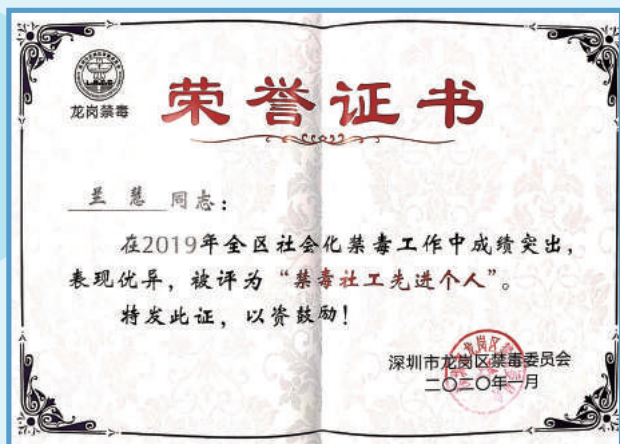 龙岗禁毒
荣誉证书
兰慧 同志：
在2019年全区社会化禁毒工作中成绩突出，
表现优异，被评为“禁毒社工先进个人”。
特发此证，以资鼓励！
深圳市龙岗区禁毒委员会
二〇二〇年一月